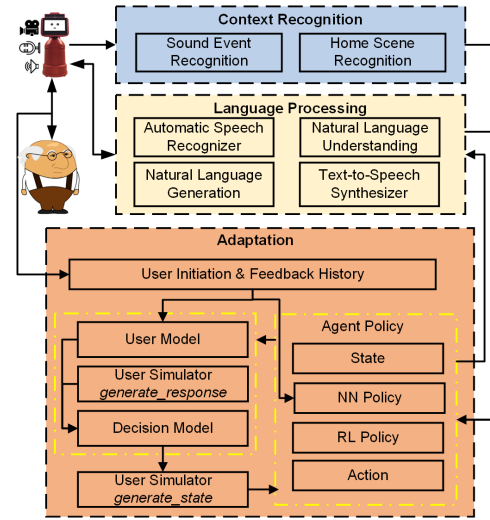 Context Recognition
Sound Event
Recognition
Home Scene
Recognition
Language Processing
Automatic Speech
Recognizer
Natural Language
Understanding
Natural Language
Generation
Text-to-Speech
Synthesizer
Adaptation
User Initiation & Feedback History
User Model
User Simulator
generate_response
Decision Model
User Simulator
generate_state
Agent Policy
State
NN Policy
RL Policy
Action